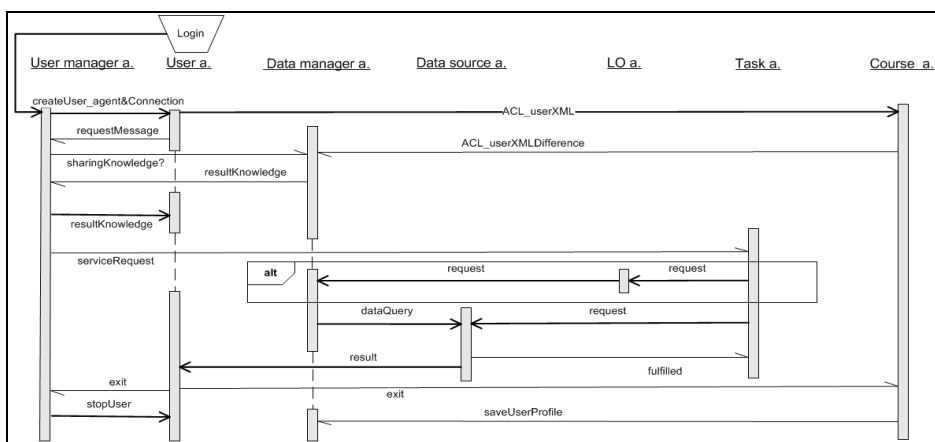 Login
User manager a. User a. Data manager a. Data source a. LO a. Task a. Course a.
createUser_agent&Connection
ACL_userXML
requestMessage
ACL_userXMLDifference
sharingKnowledge?
resultKnowledge
resultKnowledge
serviceRequest
alt request request
dataQuery request
result
fulfilled
exit
exit
stopUser
saveUserProfile